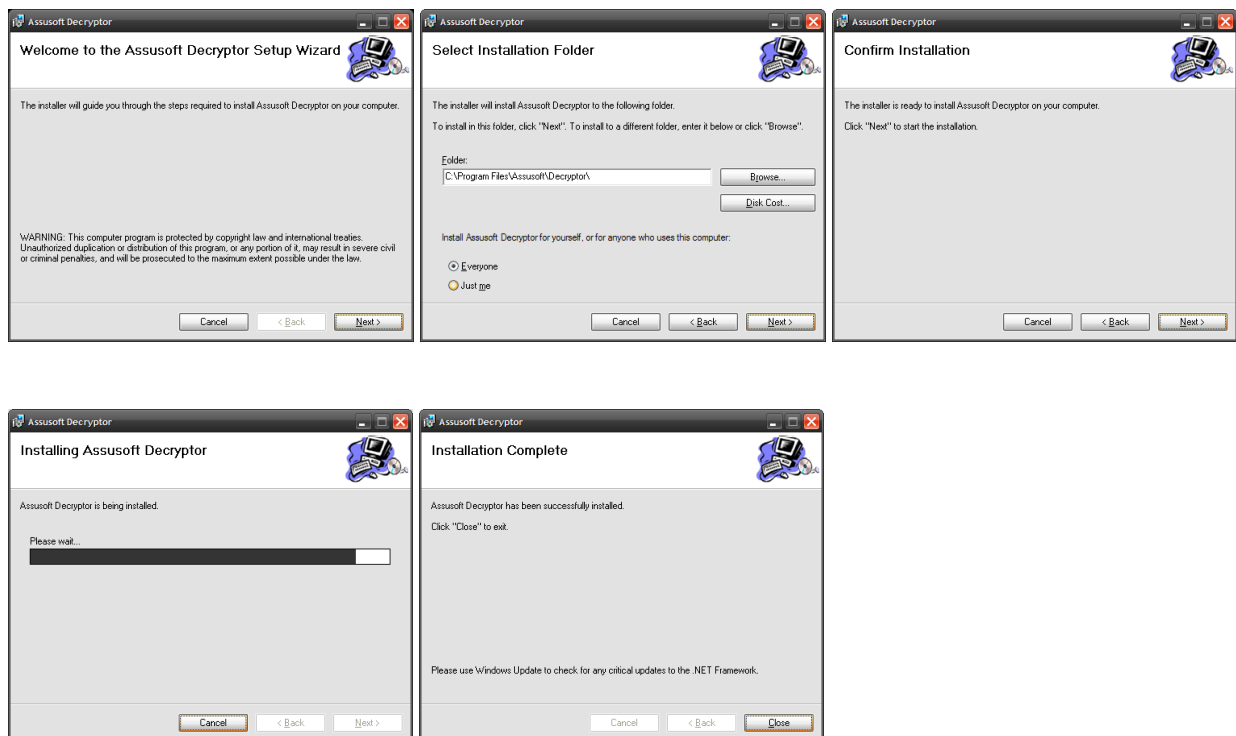 Assusoft Decryptor
Welcome to the Assusoft Decryptor Setup Wizard
The installer will guide you through the steps required to install Assusoft Decryptor on your computer.
WARNING: This computer program is protected by copyright law and international treaties.
Unauthorized duplication or distribution of this program, or any portion of it, may result in severe civil
or criminal penalties, and will be prosecuted to the maximum extent possible under the law.
Cancel
< Back
Next >
Assusoft Decryptor
Select Installation Folder
The installer will install Assusoft Decryptor to the following folder.
To install in this folder, click "Next". To install to a different folder, enter it below or click "Browse".
Folder:
C:\Program Files\Assusoft\Decryptor\
Browse...
Disk Cost...
Install Assusoft Decryptor for yourself, or for anyone who uses this computer:
Everyone
Just me
Cancel
< Back
Next >
Assusoft Decryptor
Confirm Installation
The installer is ready to install Assusoft Decryptor on your computer.
Click "Next" to start the installation.
Cancel
< Back
Next >
Assusoft Decryptor
Installing Assusoft Decryptor
Assusoft Decryptor is being installed.
Please wait...
Cancel
< Back
Next >
Assusoft Decryptor
Installation Complete
Assusoft Decryptor has been successfully installed.
Click "Close" to exit.
Please use Windows Update to check for any critical updates to the .NET Framework.
Cancel
< Back
Close